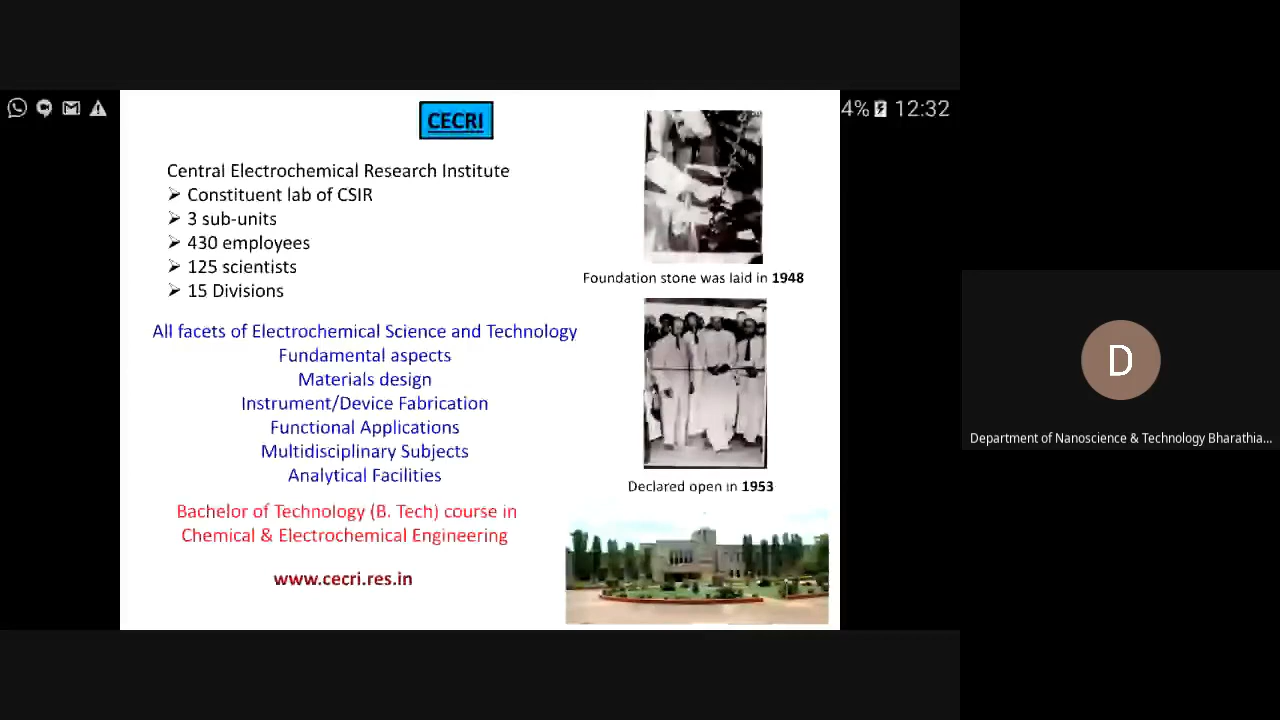 4% 12:32
CECRI
Central Electrochemical Research Institute
➢ Constituent lab of CSIR
➢ 3 sub-units
➢ 430 employees
➢ 125 scientists
➢ 15 Divisions
All facets of Electrochemical Science and Technology
Fundamental aspects
Materials design
Instrument/Device Fabrication
Functional Applications
Multidisciplinary Subjects
Analytical Facilities
Bachelor of Technology (B. Tech) course in
Chemical & Electrochemical Engineering
www.cecri.res.in
Foundation stone was laid in 1948
Declared open in 1953
D
Department of Nanoscience & Technology Bharathia...